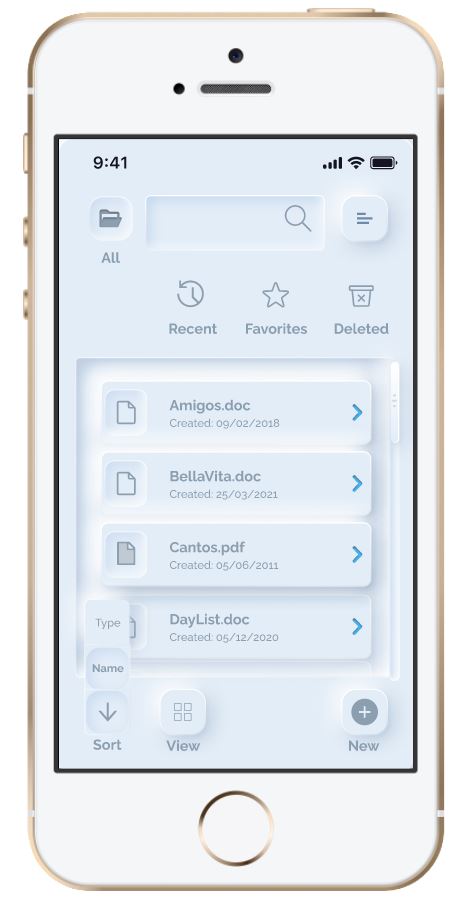 9:41
All
Recent
Favorites
Deleted
Amigos.doc
Created: 09/02/2018
BellaVita.doc
Created: 25/03/2021
Cantos.pdf
Created: 05/06/2011
DayList.doc
Created: 05/12/2020
Type
Name
Sort
View
New